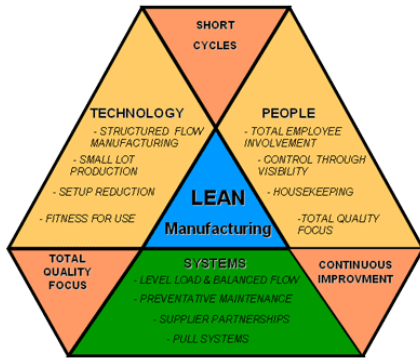 SHORT
CYCLES
TECHNOLOGY
- STRUCTURED FLOW
MANUFACTURING
- SMALL LOT
PRODUCTION
- SETUP REDUCTION
- FITNESS FOR USE
PEOPLE
- TOTAL EMPLOYEE
INVOLVEMENT
- CONTROL THROUGH
VISIBILITY
- HOUSEKEEPING
-TOTAL QUALITY
FOCUS
LEAN
Manufacturing
TOTAL
QUALITY
FOCUS
SYSTEMS
- LEVEL LOAD & BALANCED FLOW
- PREVENTATIVE MAINTENANCE
- SUPPLIER PARTNERSHIPS
- PULL SYSTEMS
CONTINUOUS
IMPROVMENT